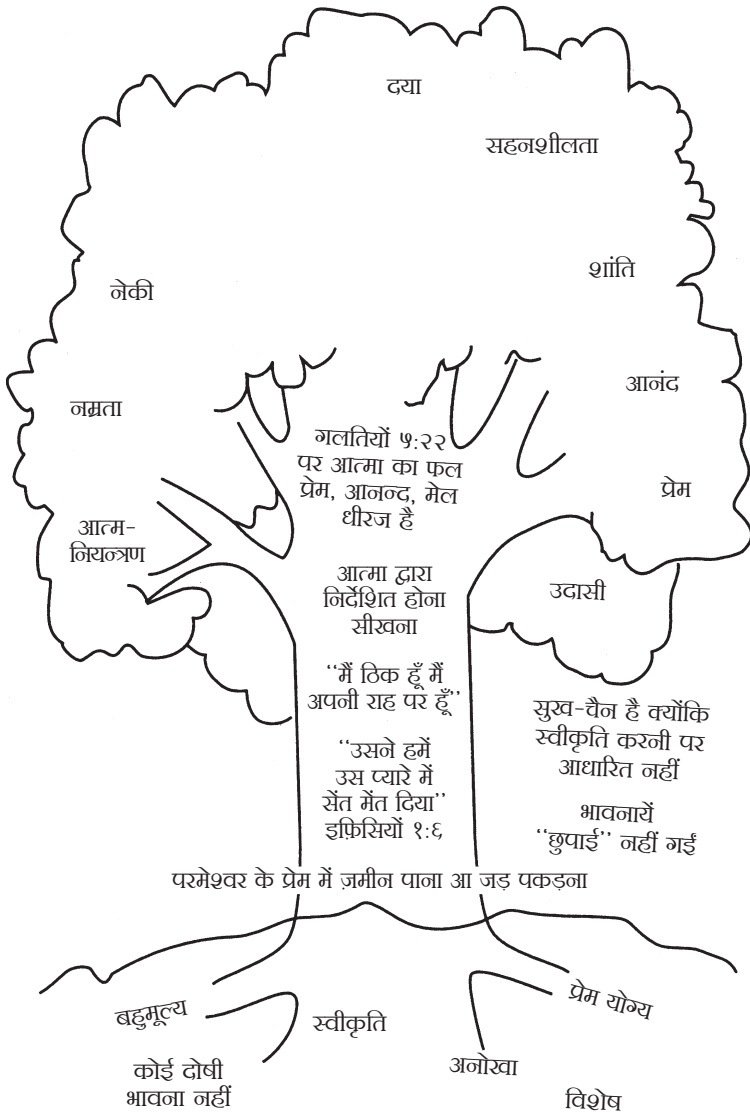 दया
सहनशीलता
शांति
नेकी
आनंद
नम्रता
गलतियों ५:२२
पर आत्मा का फल
प्रेम, आनन्द, मेल
धीरज है
प्रेम
आत्म-
नियन्त्रण
आत्मा द्वारा
निर्देशित होना
सीखना
उदासी
‘‘मैं ठिक हूँ मैं
अपनी राह पर हूँ’’
सुख-चैन है क्योंकि
स्वीकृति करनी पर
आधारित नहीं
‘‘उसने हमें
उस प्यारे में
सेंत मेंत दिया’’
इफ़िसियों १:६
भावनायें
‘‘छुपाई’’ नहीं गईं
परमेश्वर के प्रेम में ज़मीन पाना आ जड़ पकड़ना
बहुमूल्य
स्वीकृति
प्रेम योग्य
कोई दोषी
भावना नहीं
अनोखा
विशेष